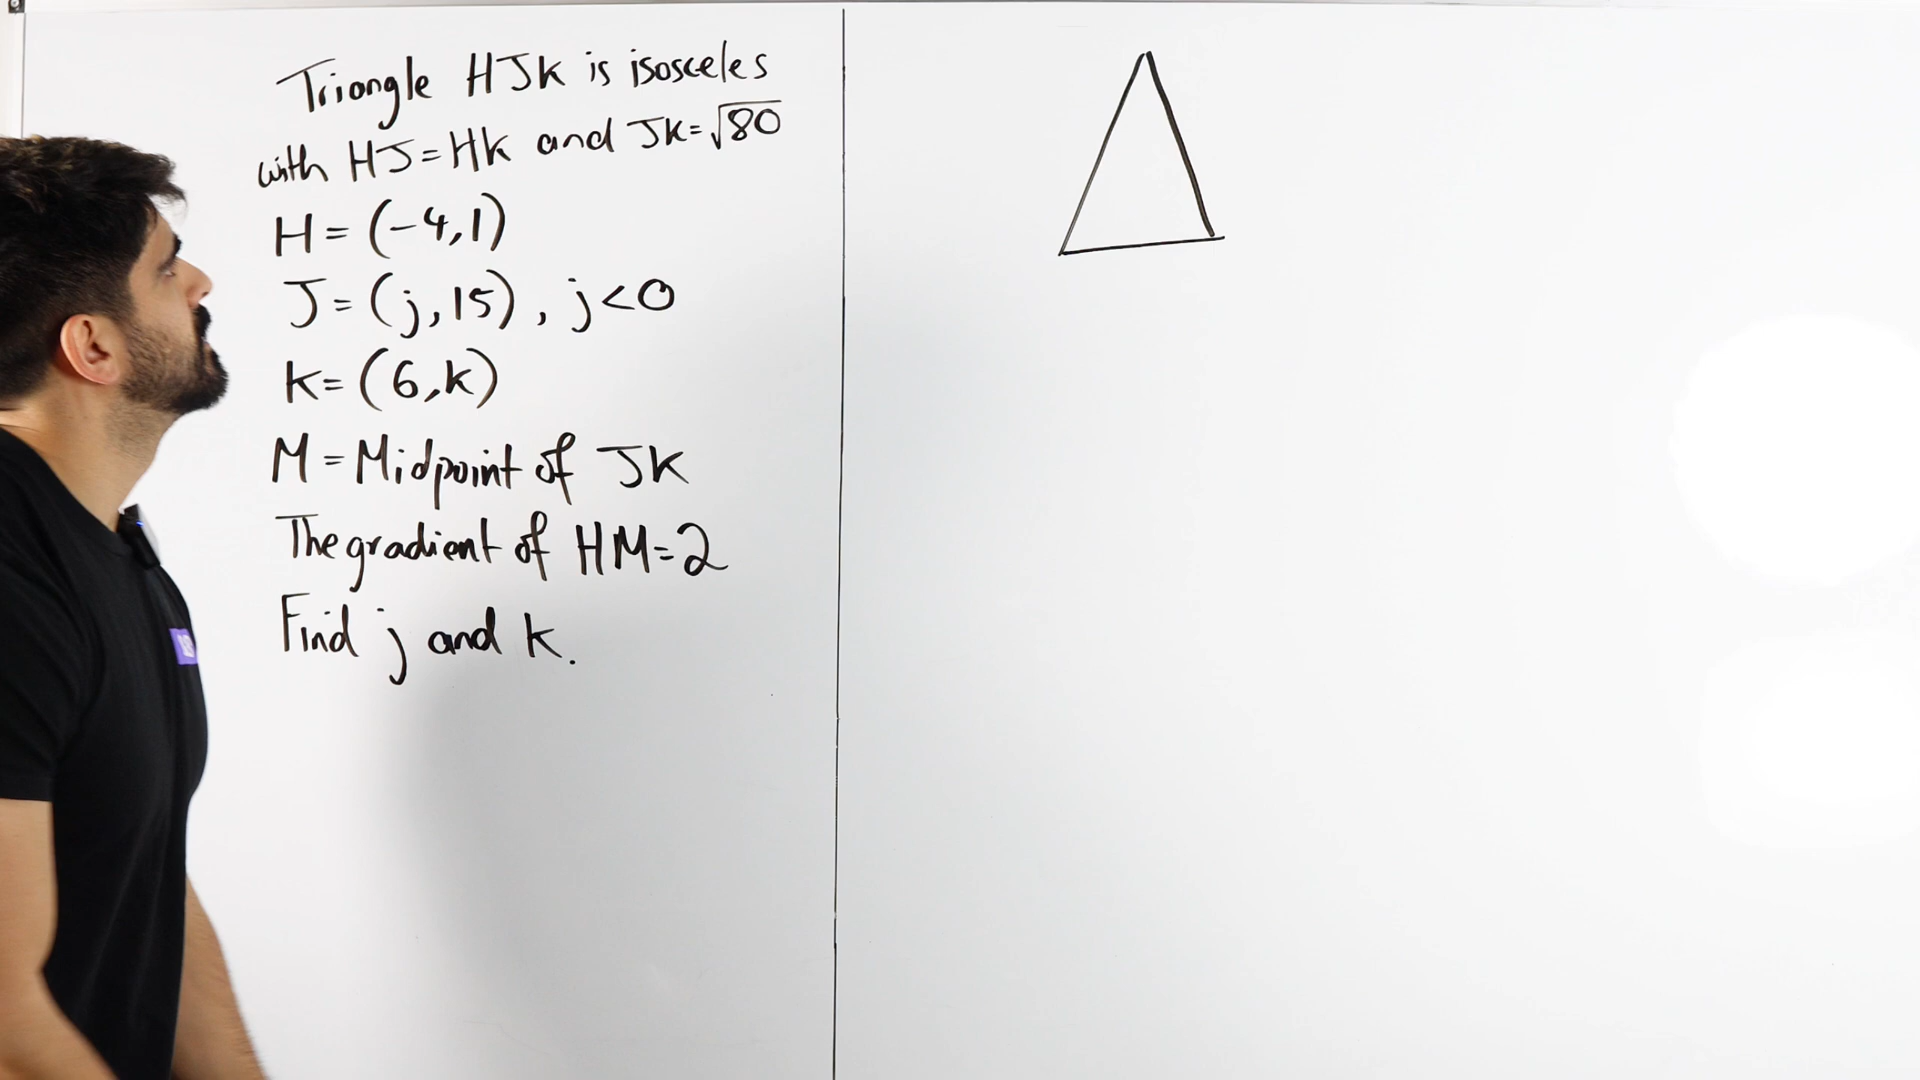 Triangle HJK is isosceles
with HJ=HK and JK=√80
H=(-4,1)
J=(j,15), j<0
K=(6,k)
M=Midpoint of JK
The gradient of HM=2
Find j and k.